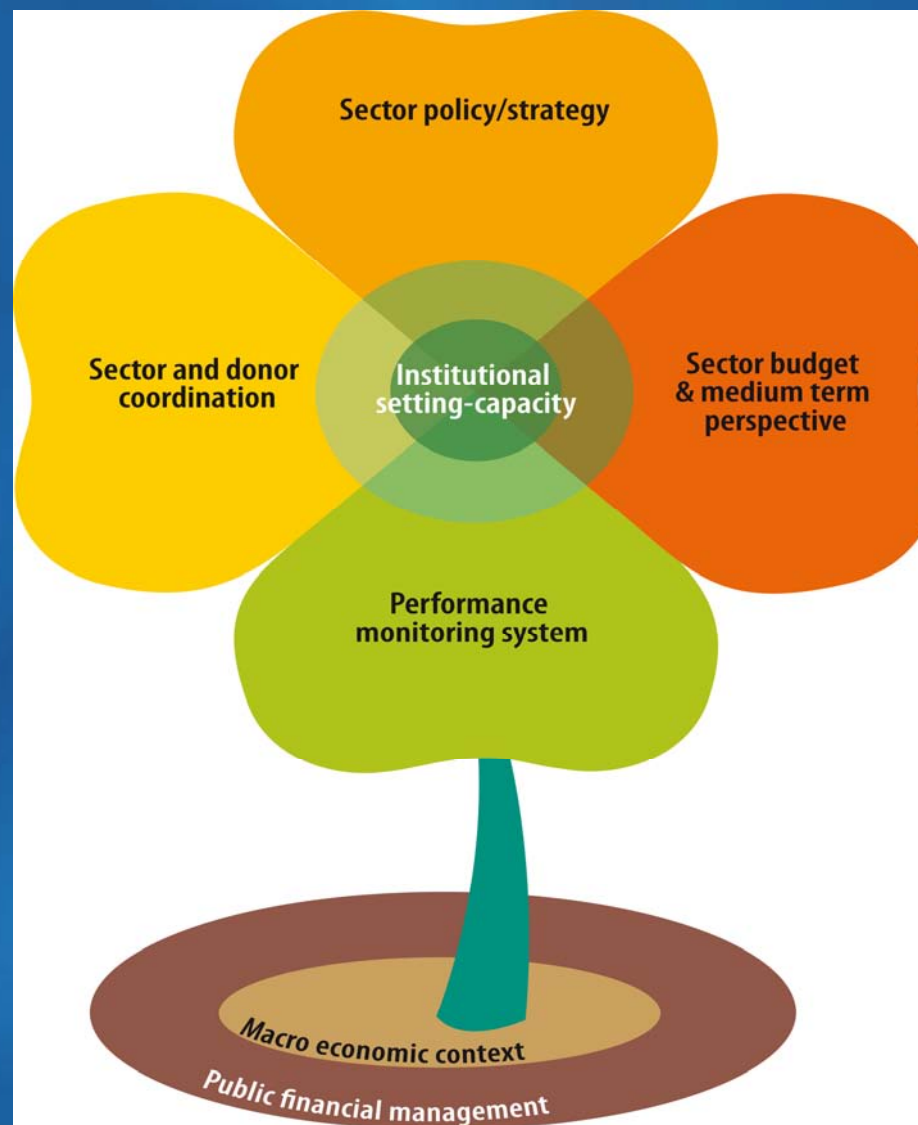 Sector policy/strategy
Sector and donor
coordination
Institutional
setting-capacity
Sector budget
& medium term
perspective
Performance
monitoring system
Macro economic context
Public financial management